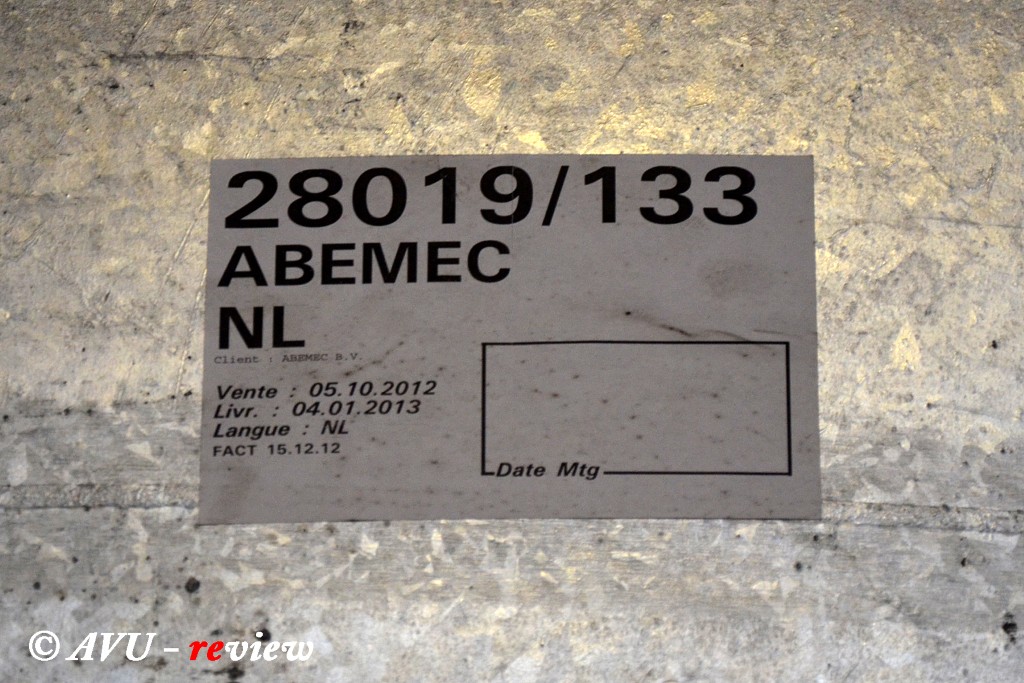 28019/133
ABEMEC
NL
Client : ABEMEC B.V.
Vente : 05.10.2012
Livr. : 04.01.2013
Langue : NL
FACT 15.12.12
Date Mtg
© AVU - review